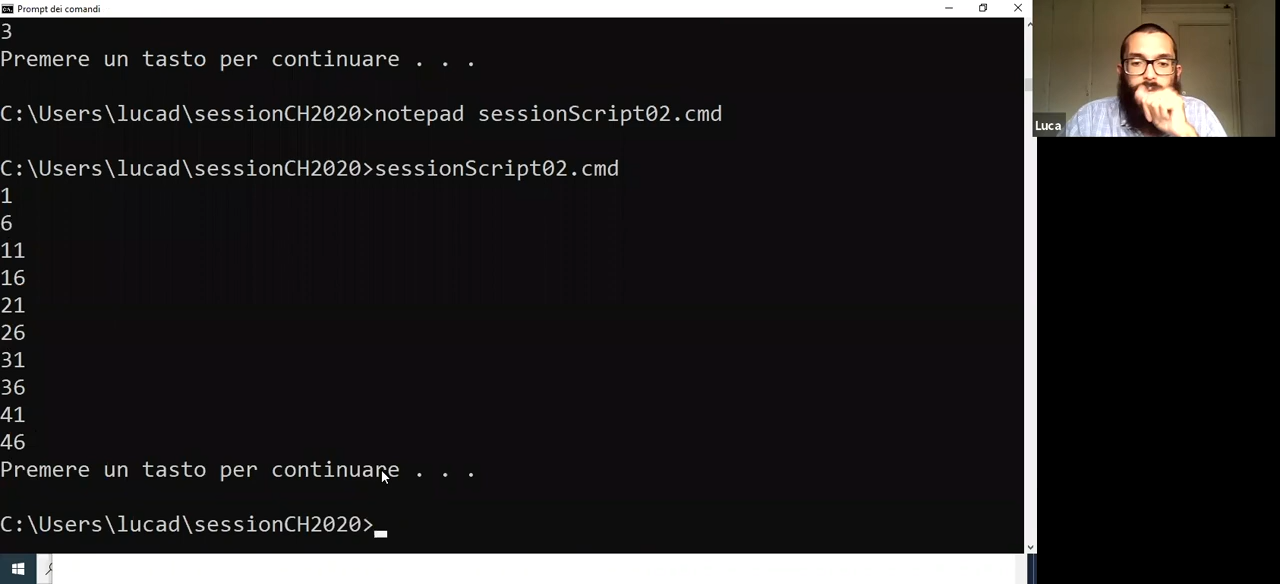 Prompt dei comandi
3
Premere un tasto per continuare . . .
C:\Users\lucad\sessionCH2020>notepad sessionScript02.cmd
C:\Users\lucad\sessionCH2020>sessionScript02.cmd
1
6
11
16
21
26
31
36
41
46
Premere un tasto per continuare . . .
C:\Users\lucad\sessionCH2020>
Luca